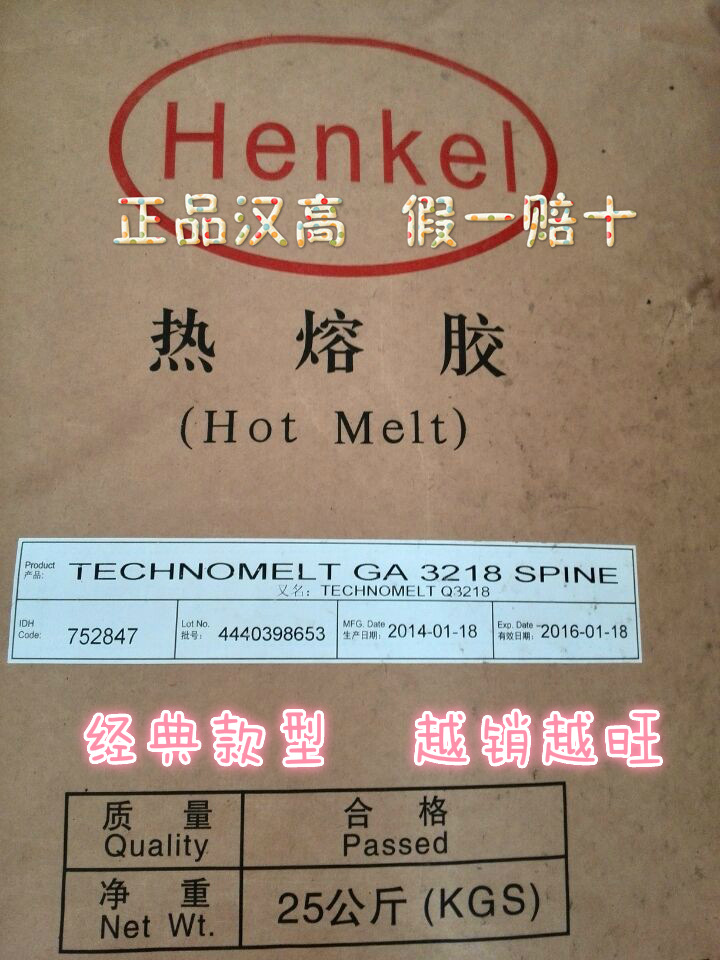 Henkel
正品汉高 假一赔十
热熔胶
(Hot Melt)
Product
产品:
TECHNOMELT GA 3218 SPINE
又名: TECHNOMELT Q3218
IDH
Code:
752847
Lot No.
批号:
4440398653
MFG. Date
生产日期:
2014-01-18
Exp. Date
有效日期:
2016-01-18
经典款型 越销越旺
质量 合格
Quality Passed
净重
Net Wt.
25公斤(KGS)